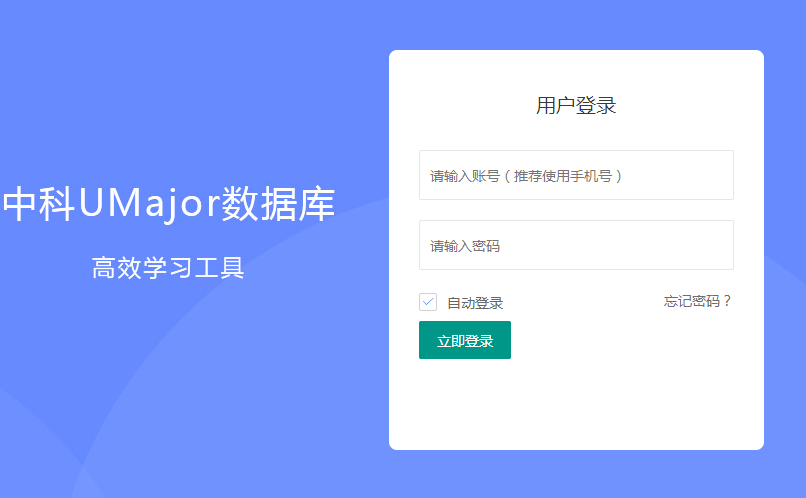 中科UMajor数据库
高效学习工具
用户登录
请输入账号（推荐使用手机号）
请输入密码
自动登录
忘记密码？
立即登录